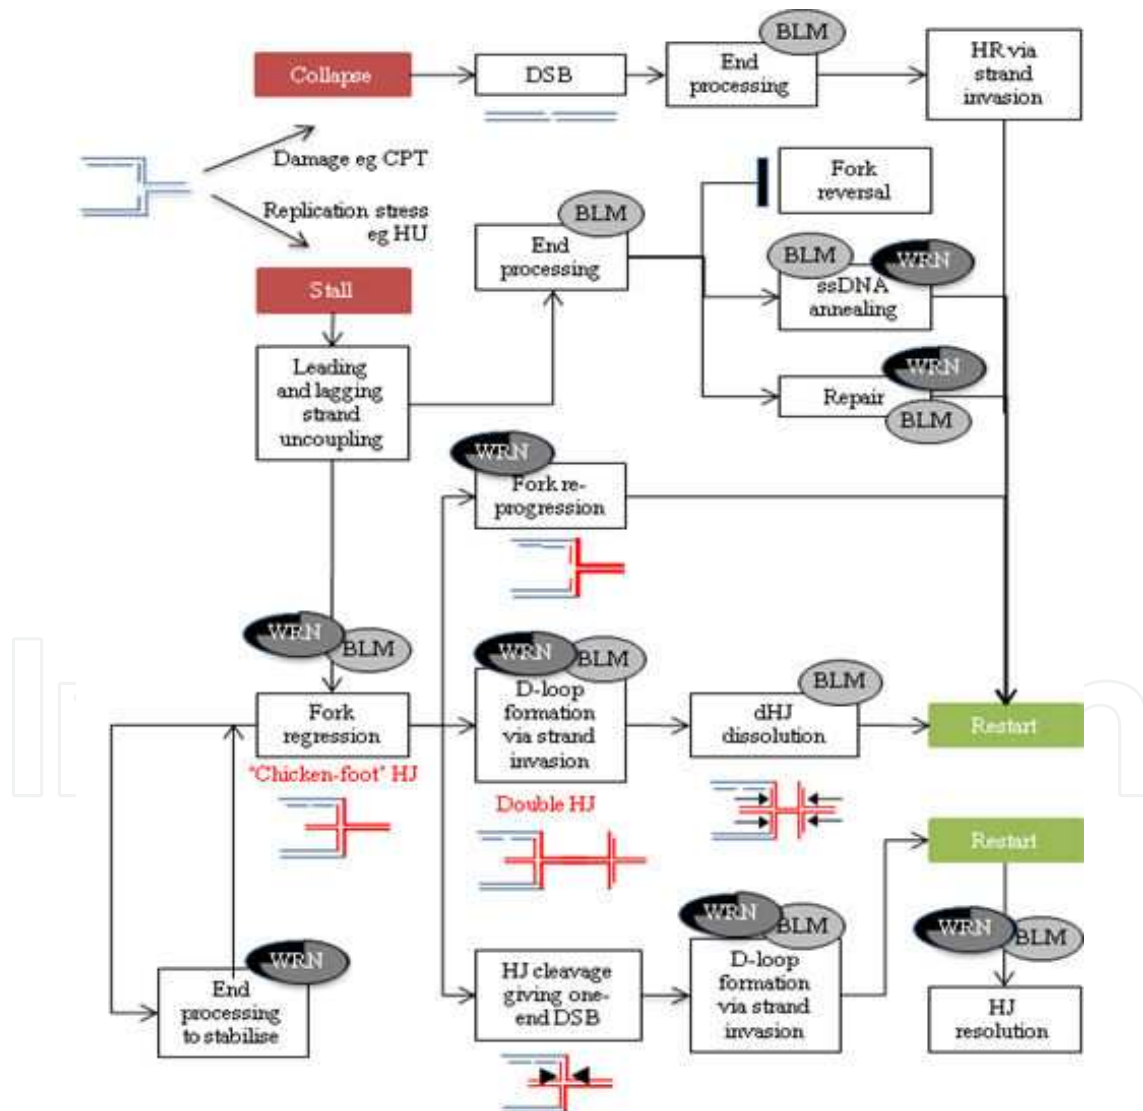 BLM
Collapse
DSB
End
processing
HR via
strand
invasion
Damage eg CPT
Replication stress
eg HU
Fork
reversal
BLM
End
processing
BLM
WRN
ssDNA
annealing
Stall
Leading
and lagging
strand
uncoupling
WRN
Repair
BLM
WRN
Fork re-
progression
WRN
BLM
Fork
regression
"Chicken-foot" HJ
WRN
BLM
D-loop
formation
via strand
invasion
Double HJ
BLM
dHJ
dissolution
Restart
Restart
WRN
End
processing
to stabilise
HJ cleavage
giving one-
end DSB
WRN
BLM
D-loop
formation
via strand
invasion
WRN
BLM
HJ
resolution